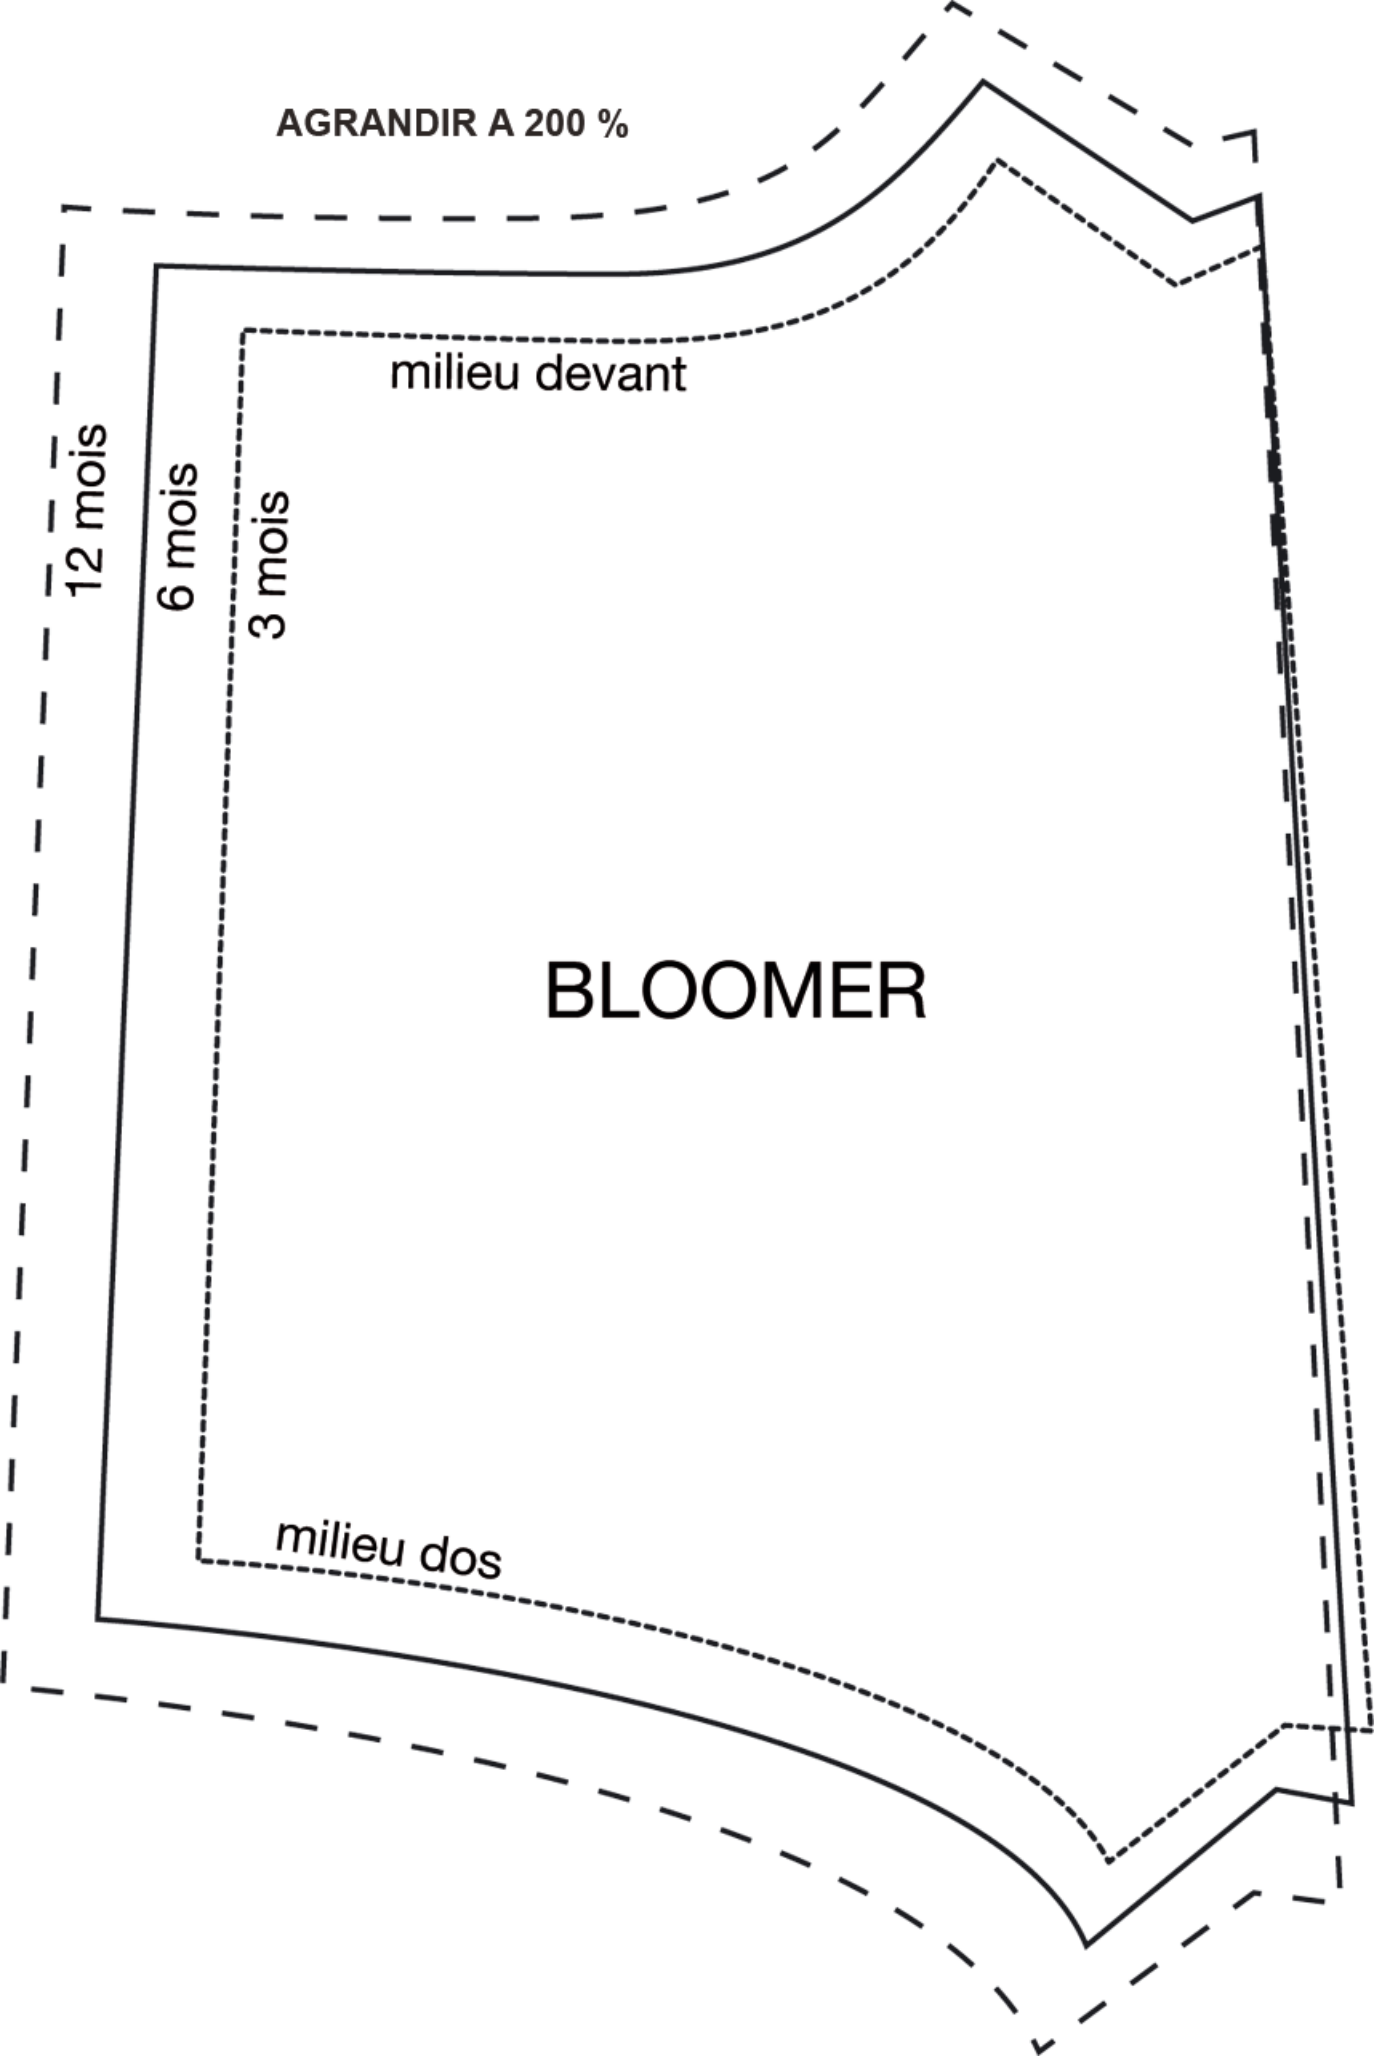 AGRANDIR A 200 %
milieu devant
12 mois
6 mois
3 mois
BLOOMER
milieu dos